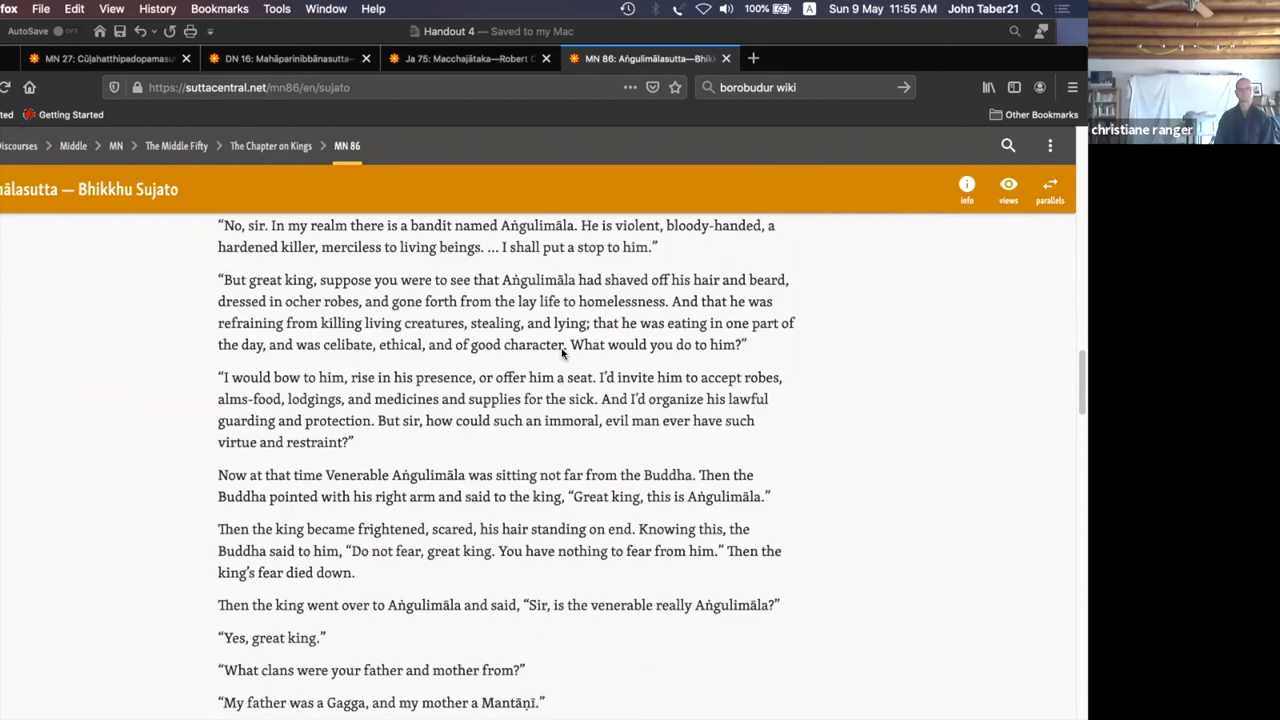 fox File Edit View History Bookmarks Tools Window Help 100% A Sun 9 May 11:55 AM John Taber21
AutoSave OFF Handout 4 — Saved to my Mac
MN 27: Cūḷahatthipadopamasu DN 16: Mahāparinibbānasutta— Ja 75: Macchajātaka—Robert C MN 86: Aṅgulimālasutta—Bhikk
https://suttacentral.net/mn86/en/sujato borobudur wiki
ted Getting Started Other Bookmarks
iscourses Middle MN The Middle Fifty The Chapter on Kings MN 86
nālasutta — Bhikkhu Sujato
info views parallels
christiane ranger
“No, sir. In my realm there is a bandit named Aṅgulimāla. He is violent, bloody-handed, a
hardened killer, merciless to living beings. … I shall put a stop to him.”
“But great king, suppose you were to see that Aṅgulimāla had shaved off his hair and beard,
dressed in ocher robes, and gone forth from the lay life to homelessness. And that he was
refraining from killing living creatures, stealing, and lying; that he was eating in one part of
the day, and was celibate, ethical, and of good character. What would you do to him?”
“I would bow to him, rise in his presence, or offer him a seat. I’d invite him to accept robes,
alms-food, lodgings, and medicines and supplies for the sick. And I’d organize his lawful
guarding and protection. But sir, how could such an immoral, evil man ever have such
virtue and restraint?”
Now at that time Venerable Aṅgulimāla was sitting not far from the Buddha. Then the
Buddha pointed with his right arm and said to the king, “Great king, this is Aṅgulimāla.”
Then the king became frightened, scared, his hair standing on end. Knowing this, the
Buddha said to him, “Do not fear, great king. You have nothing to fear from him.” Then the
king’s fear died down.
Then the king went over to Aṅgulimāla and said, “Sir, is the venerable really Aṅgulimāla?”
“Yes, great king.”
“What clans were your father and mother from?”
“My father was a Gagga, and my mother a Mantāṇī.”